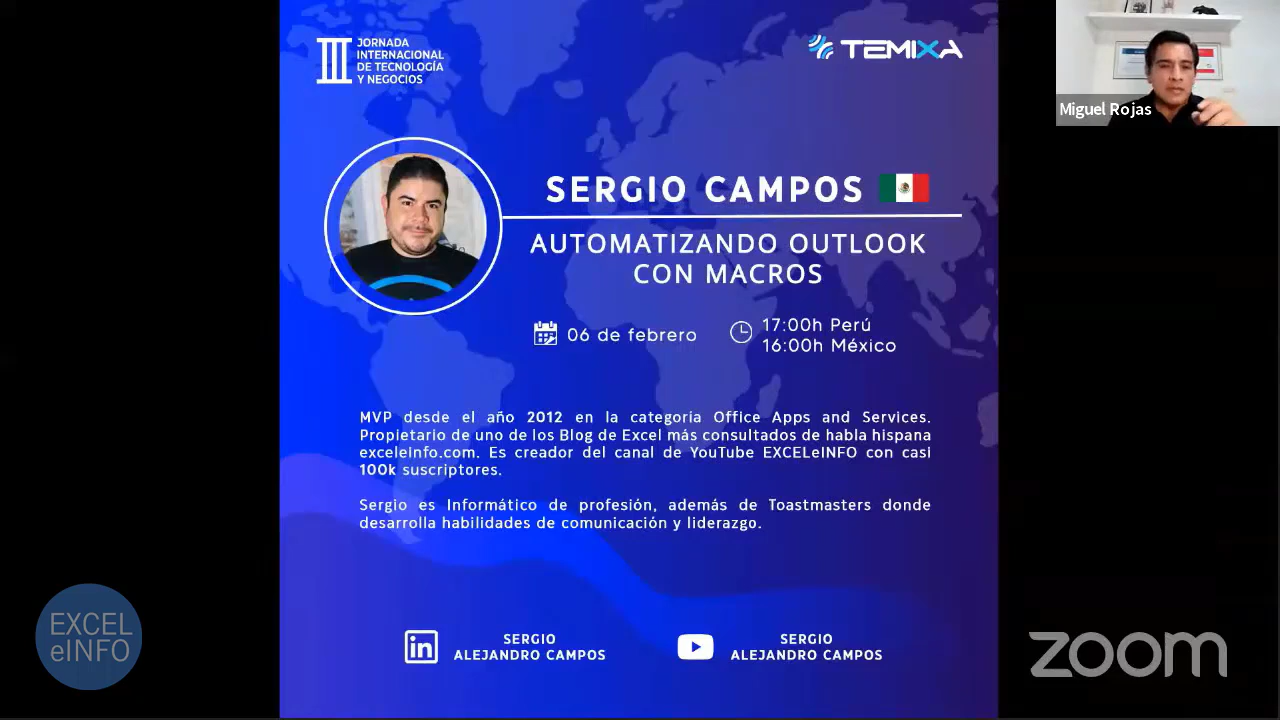 III JORNADA
INTERNACIONAL
DE TECNOLOGÍA
Y NEGOCIOS
TEMIXA
Miguel Rojas
SERGIO CAMPOS
AUTOMATIZANDO OUTLOOK
CON MACROS
06 de febrero
17:00h Perú
16:00h México
MVP desde el año 2012 en la categoría Office Apps and Services.
Propietario de uno de los Blog de Excel más consultados de habla hispana
exceleinfo.com. Es creador del canal de YouTube EXCELeINFO con casi
100k suscriptores.
Sergio es Informático de profesión, además de Toastmasters donde
desarrolla habilidades de comunicación y liderazgo.
EXCEL
eINFO
in
SERGIO
ALEJANDRO CAMPOS
SERGIO
ALEJANDRO CAMPOS
zoom